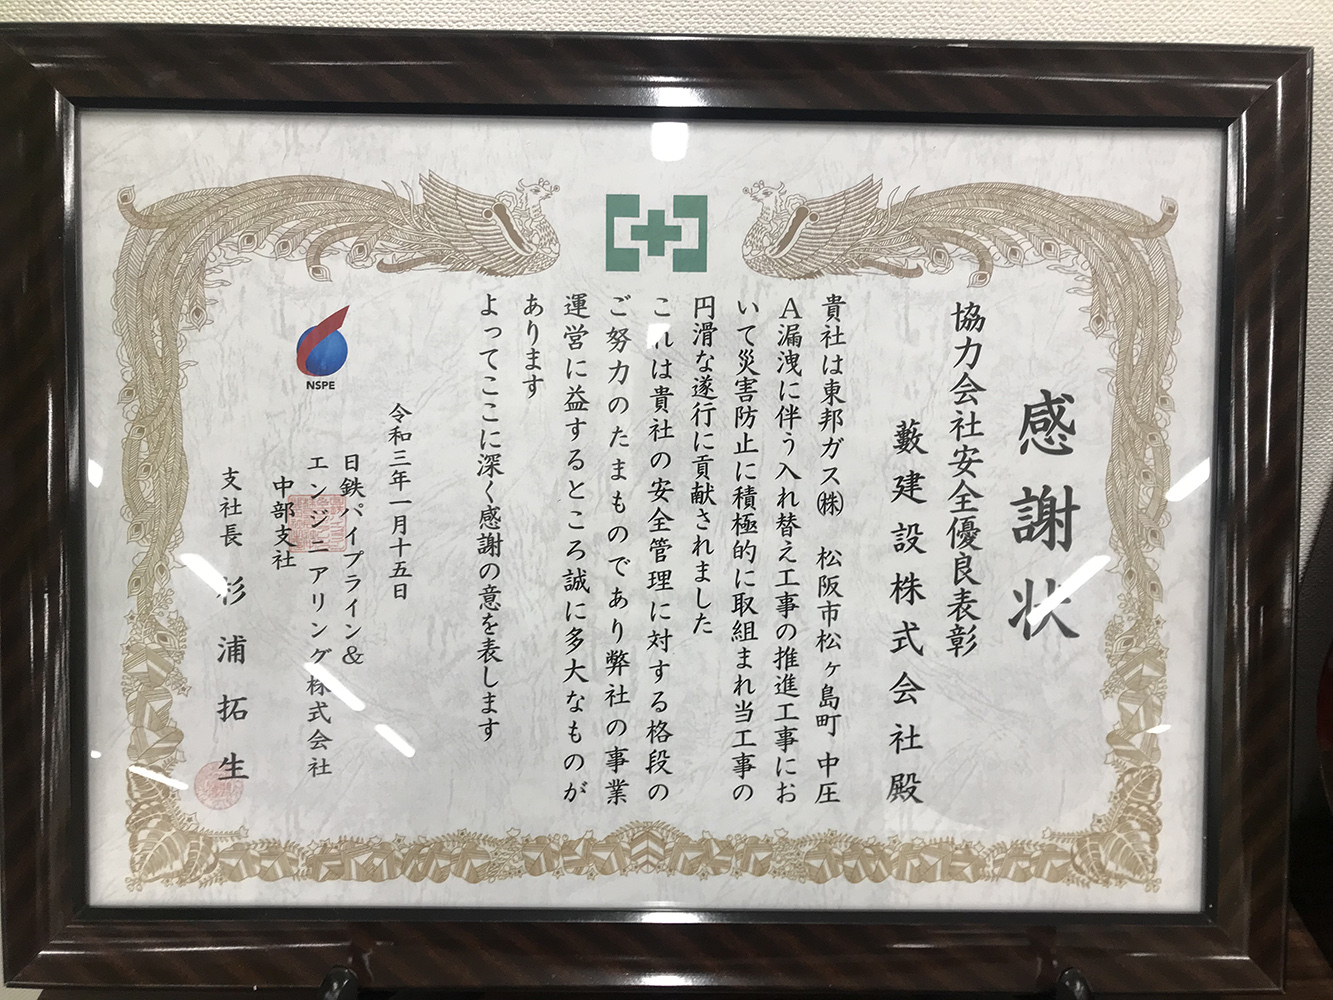 感謝状
協力会社安全優良表彰
藪建設株式会社殿
貴社は東邦ガス㈱ 松阪市松ヶ島町 中圧
A漏洩に伴う入れ替え工事の推進工事にお
いて災害防止に積極的に取組まれ当工事の
円滑な遂行に貢献されました
これは貴社の安全管理に対する格段の
ご努力のたまものであり弊社の事業
運営に益するところ誠に多大なものが
あります
よってここに深く感謝の意を表します
令和三年一月十五日
NSPE
日鉄パイプライン&
エンジニアリング株式会社
中部支社
支社長 杉浦拓生